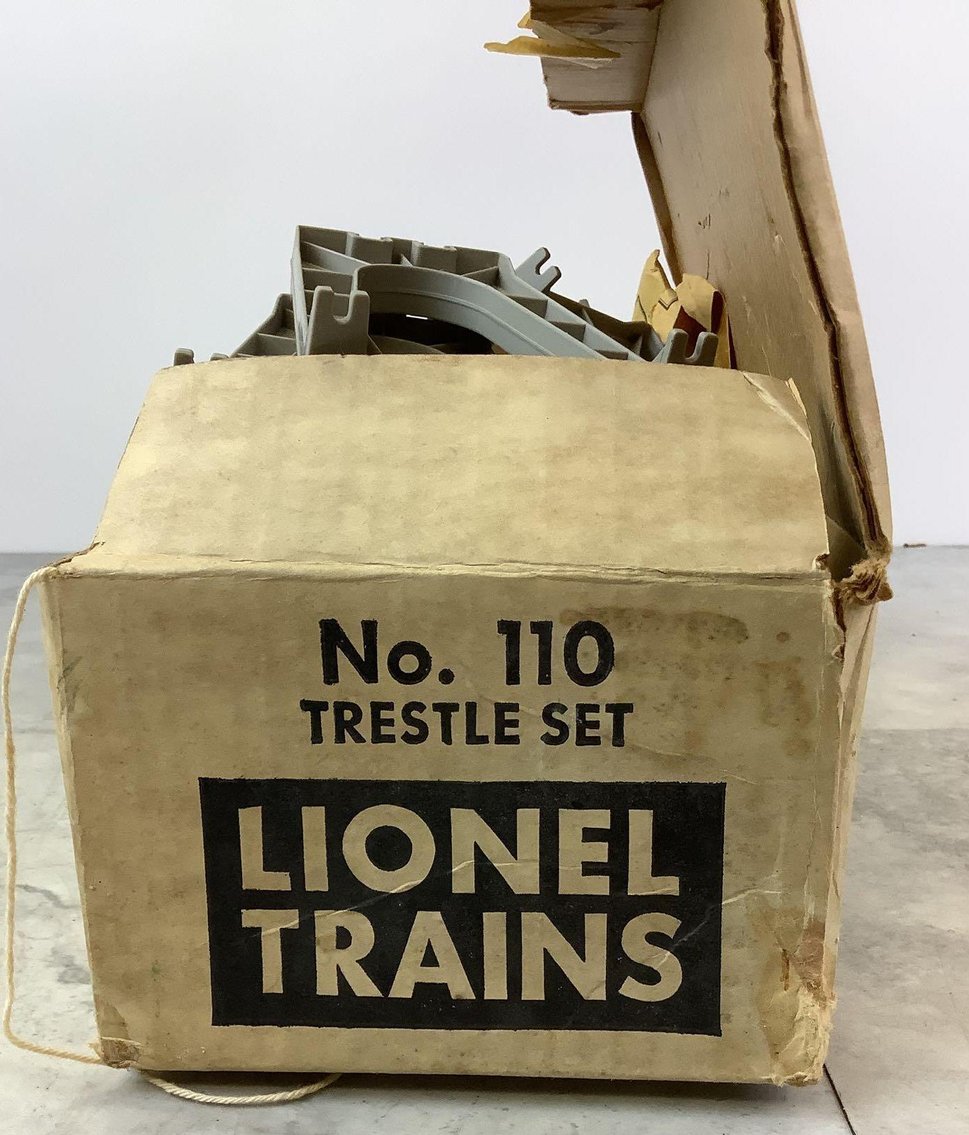 No. 110
TRESTLE SET
LIONEL
TRAINS